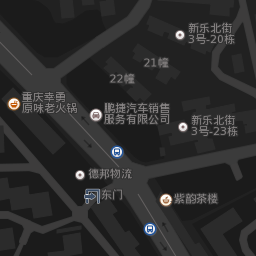 新乐北街
3号-20栋
21幢
22幢
重庆幸勇
原味老火锅
鹏捷汽车销售
服务有限公司
新乐北街
3号-23栋
德邦物流
东门
紫韵茶楼